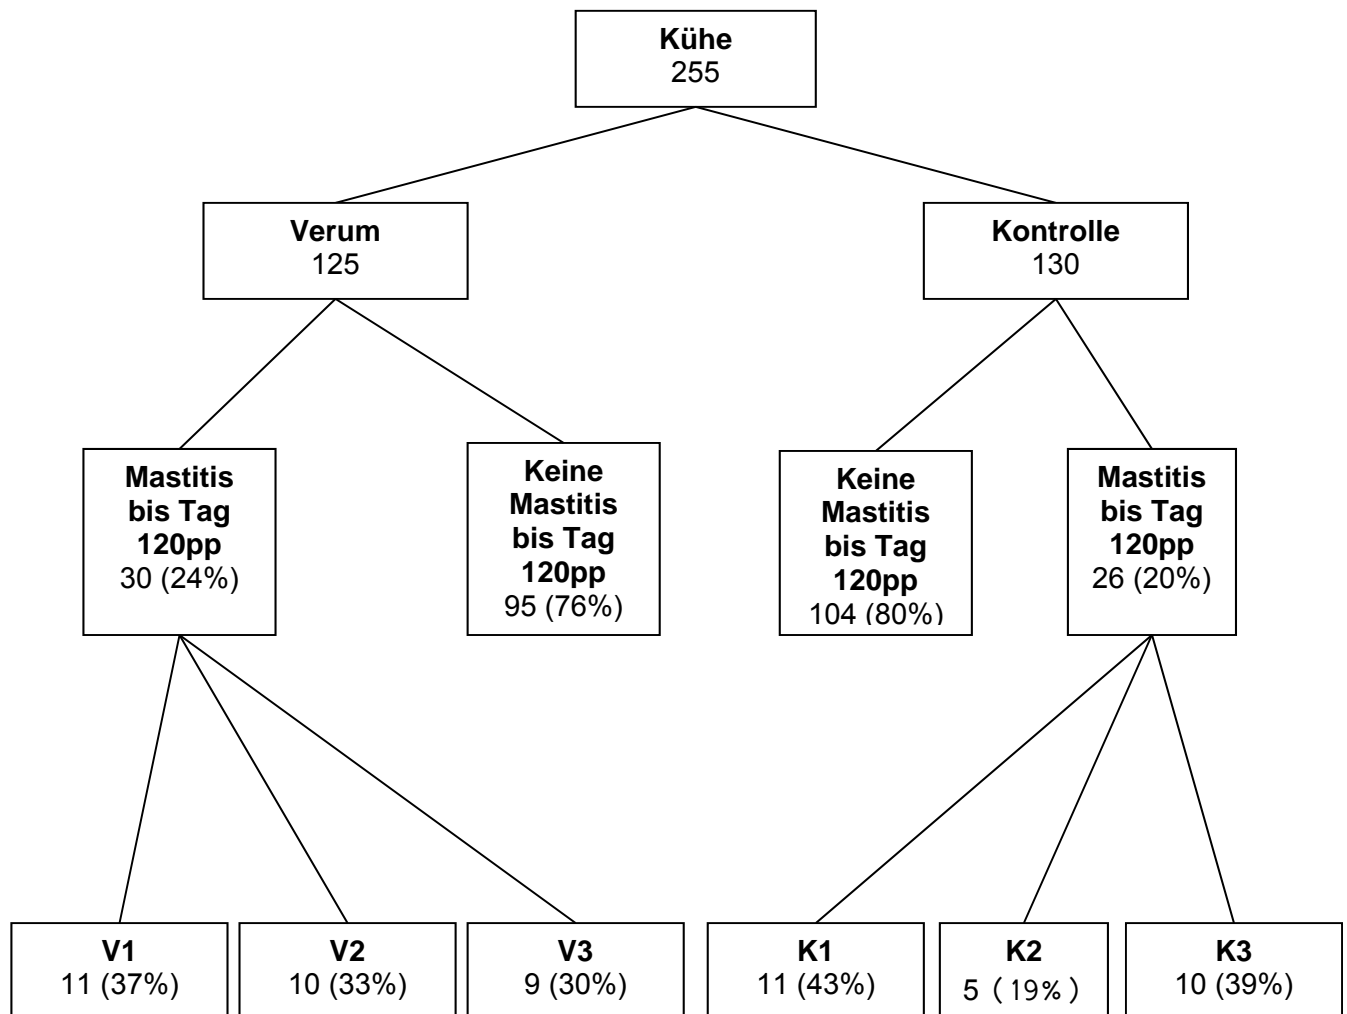 Kühe
255
Verum
125
Kontrolle
130
Mastitis
bis Tag
120pp
30 (24%)
Keine
Mastitis
bis Tag
120pp
95 (76%)
Keine
Mastitis
bis Tag
120pp
104 (80%)
Mastitis
bis Tag
120pp
26 (20%)
V1
11 (37%)
V2
10 (33%)
V3
9 (30%)
K1
11 (43%)
K2
5 (19%)
K3
10 (39%)